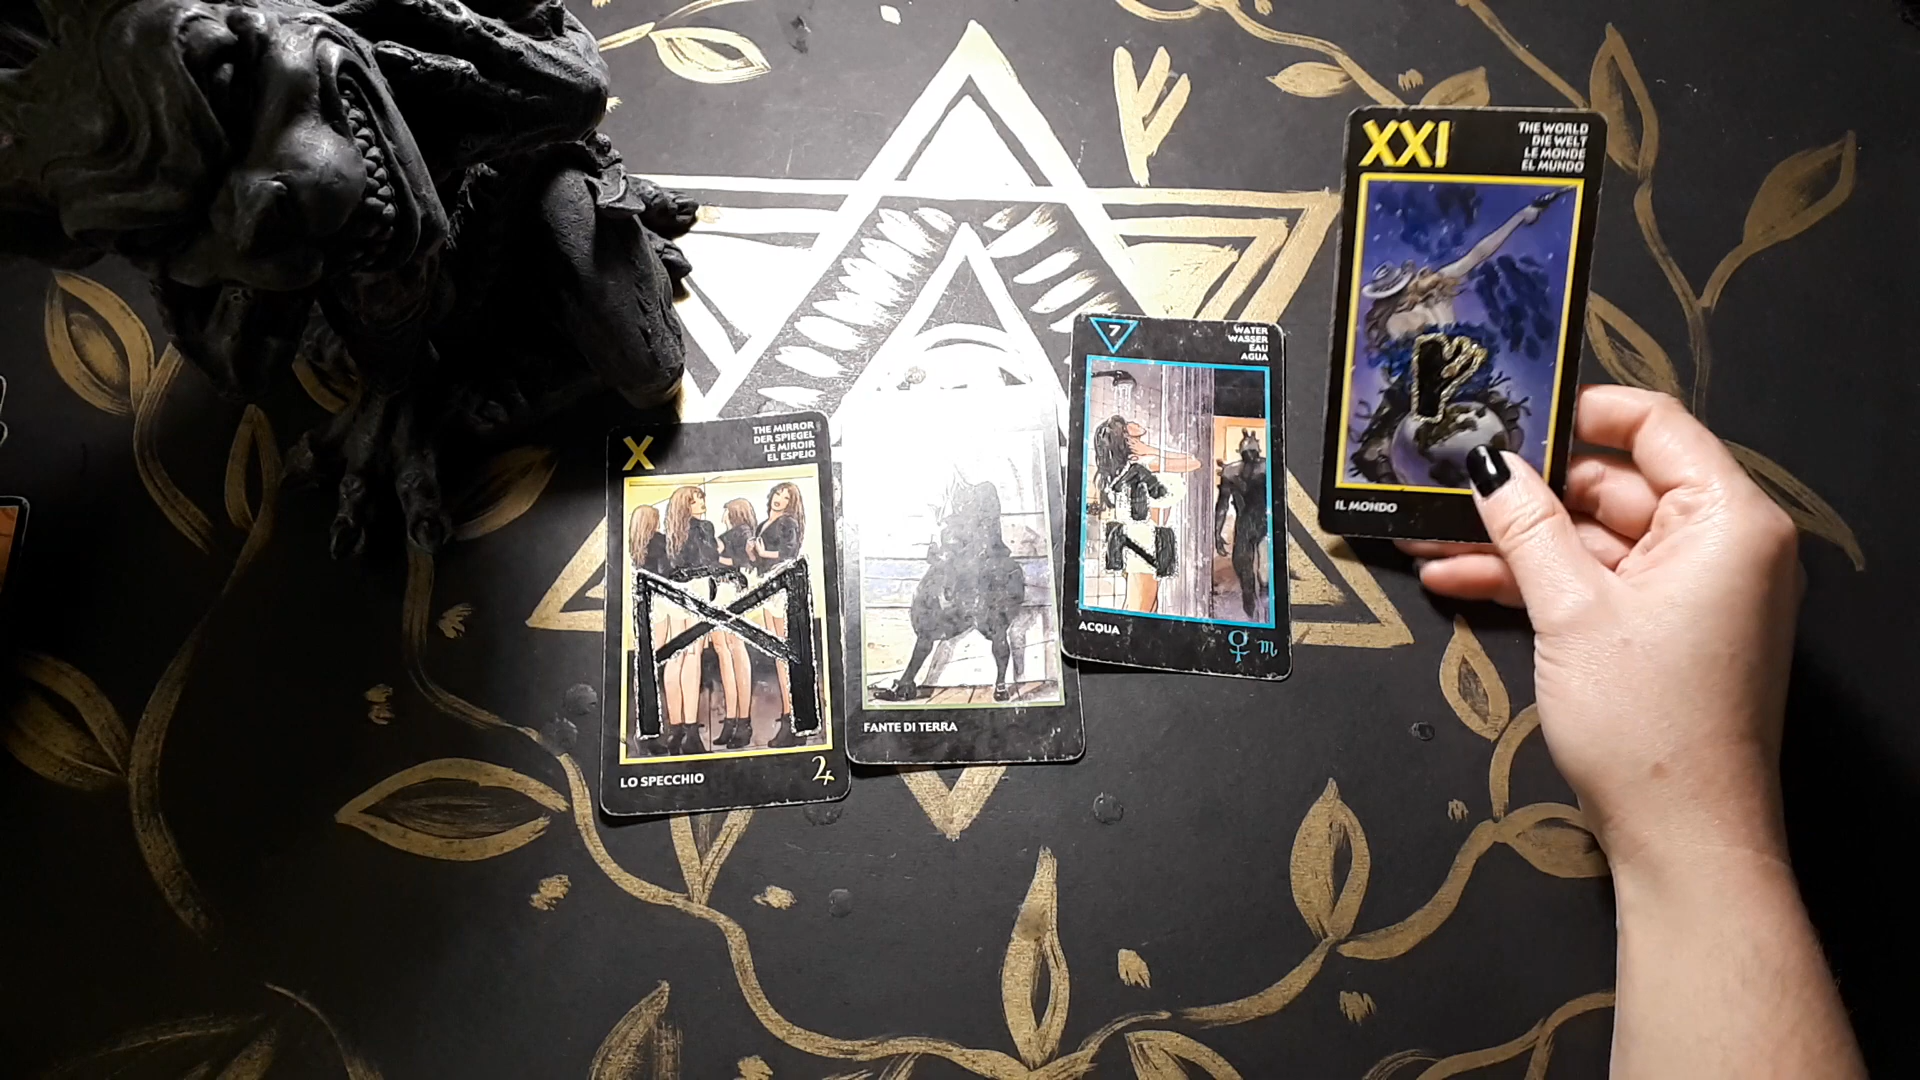 XXI
THE WORLD
DIE WELT
LE MONDE
EL MUNDO
IL MONDO
7
WATER
WASSER
EAU
AGUA
ACQUA
X
THE MIRROR
DER SPIEGEL
LE MIROIR
EL ESPEJO
LO SPECCHIO
FANTE DI TERRA